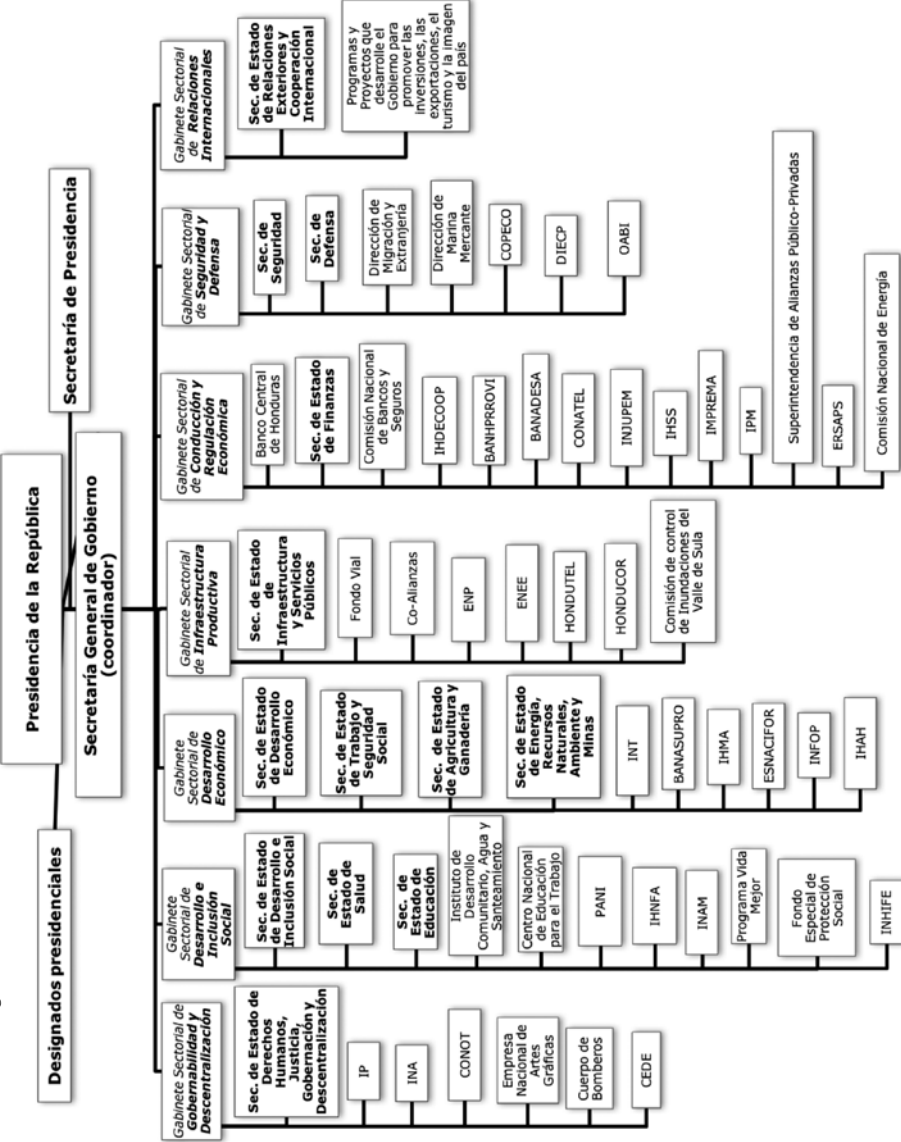 Presidencia de la República
Designados presidenciales
Secretaría de Presidencia
Secretaría General de Gobierno
(coordinador)
Gabinete Sectorial de
Gobernabilidad y
Descentralización
Sec. de Estado de
Derechos
Humanos,
Justicia,
Gobernación y
Descentralización
IP
INA
CONOT
Empresa
Nacional de
Artes
Gráficas
Cuerpo de
Bomberos
CEDE
Gabinete
Sectorial de
Desarrollo e
Inclusión
Social
Sec. de Estado
de Desarrollo e
Inclusión Social
Sec. de
Estado de
Salud
Sec. de
Estado de
Educación
Instituto de
Desarrollo
Comunitario, Agua y
Santeamiento
Centro Nacional
de Educación
para el Trabajo
PANI
IHNFA
INAM
Programa Vida
Mejor
Fondo
Especial de
Protección
Social
INHIFE
Gabinete
Sectorial de
Desarrollo
Económico
Sec. de Estado
de Desarrollo
Económico
Sec. de Estado
de Trabajo y
Seguridad
Social
Sec. de Estado
de Agricultura y
Ganadería
Sec. de Estado
de Energía,
Recursos
Naturales,
Ambiente y
Minas
INT
BANASUPRO
IHMA
ESNACIFOR
INFOP
IHAH
Gabinete Sectorial
de Infraestructura
Productiva
Sec. de Estado
de
Infraestructura
y Servicios
Públicos
Fondo Vial
Co-Alianzas
ENP
ENEE
HONDUTEL
HONDUCOR
Comisión de control
de Inundaciones del
Valle de Sula
Gabinete Sectorial
de Conducción y
Regulación
Económica
Banco Central
de Honduras
Sec. de Estado
de Finanzas
Comisión Nacional
de Bancos y
Seguros
IHDECOOP
BANHPRROVI
BANADESA
CONATEL
INJUPEM
IHSS
IMPREMA
IPM
Superintendencia de Alianzas Público-Privadas
ERSAPS
Comisión Nacional de Energía
Gabinete Sectorial
de Seguridad y
Defensa
Sec. de
Seguridad
Sec. de
Defensa
Dirección de
Migración y
Extranjería
Dirección de
Marina
Mercante
COPECO
DIECP
OABI
Gabinete Sectorial
de Relaciones
Internacionales
Sec. de Estado
de Relaciones
Exteriores y
Cooperación
Internacional
Programas y
Proyectos que
desarrolle el
Gobierno para
promover las
inversiones, las
exportaciones, el
turismo y la imagen
del país